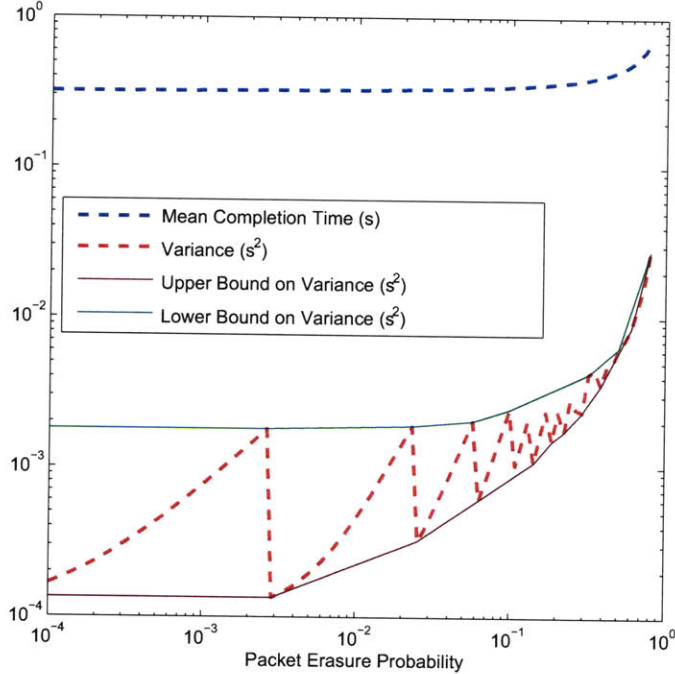 10^0
10^-1
Mean Completion Time (s)
Variance (s^2)
Upper Bound on Variance (s^2)
Lower Bound on Variance (s^2)
10^-2
10^-3
10^-4
10^-4 10^-3 10^-2 10^-1 10^0
Packet Erasure Probability